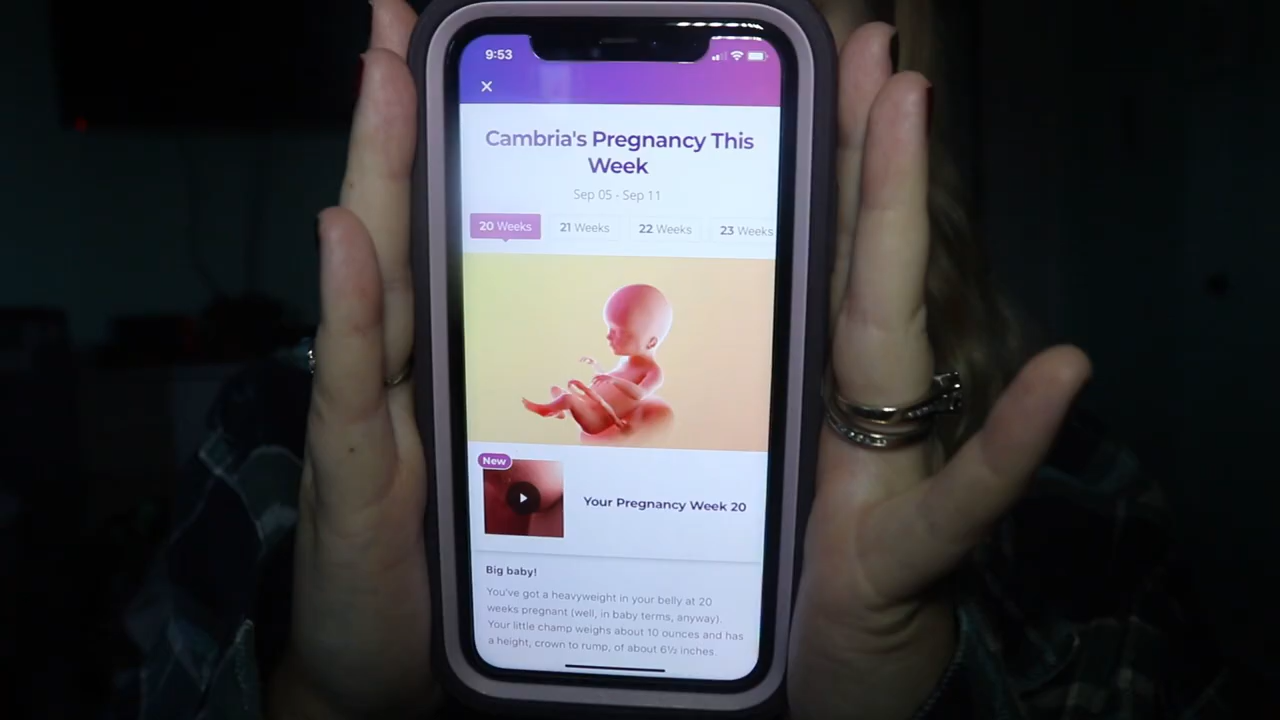 9:53
Cambria's Pregnancy This
Week
Sep 05 - Sep 11
20 Weeks 21 Weeks 22 Weeks 23 Weeks
New
Your Pregnancy Week 20
Big baby!
You've got a heavyweight in your belly at 20
weeks pregnant (well, in baby terms, anyway).
Your little champ weighs about 10 ounces and has
a height, crown to rump, of about 6½ inches.